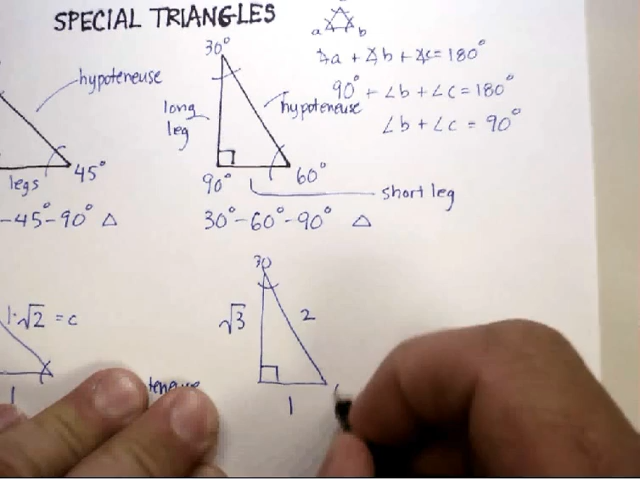 SPECIAL TRIANGLES
a b
∡a + ∡b + ∡c = 180°
90° + ∠b + ∠c = 180°
∠b + ∠c = 90°
hypoteneuse
45°
legs
-45°-90° △
30°
long
leg
hypoteneuse
90°
60°
short leg
30°-60°-90° △
1·√2 = c
1
teneuse
30
√3
2
1